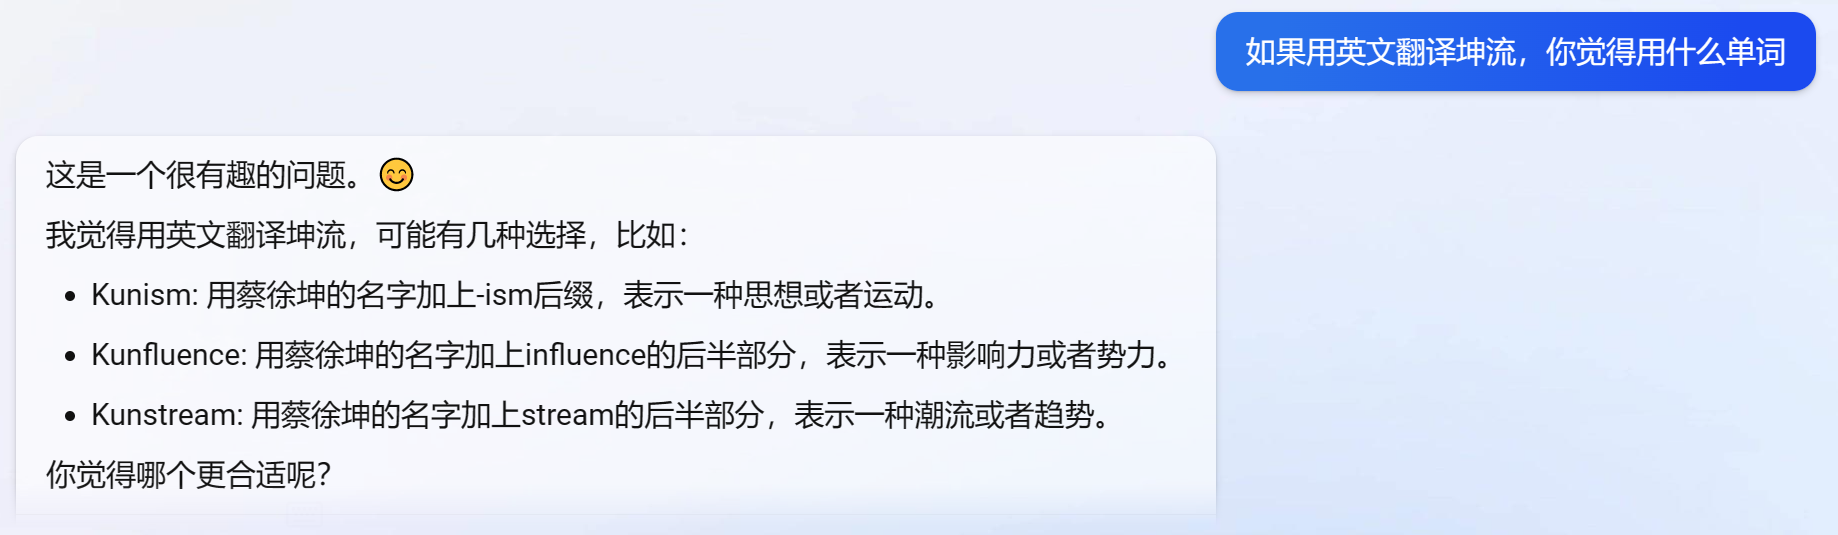 如果用英文翻译坤流，你觉得用什么单词
这是一个很有趣的问题。😊
我觉得用英文翻译坤流，可能有几种选择，比如：
• Kunism: 用蔡徐坤的名字加上-ism后缀，表示一种思想或者运动。
• Kunfluence: 用蔡徐坤的名字加上influence的后半部分，表示一种影响力或者势力。
• Kunstream: 用蔡徐坤的名字加上stream的后半部分，表示一种潮流或者趋势。
你觉得哪个更合适呢？